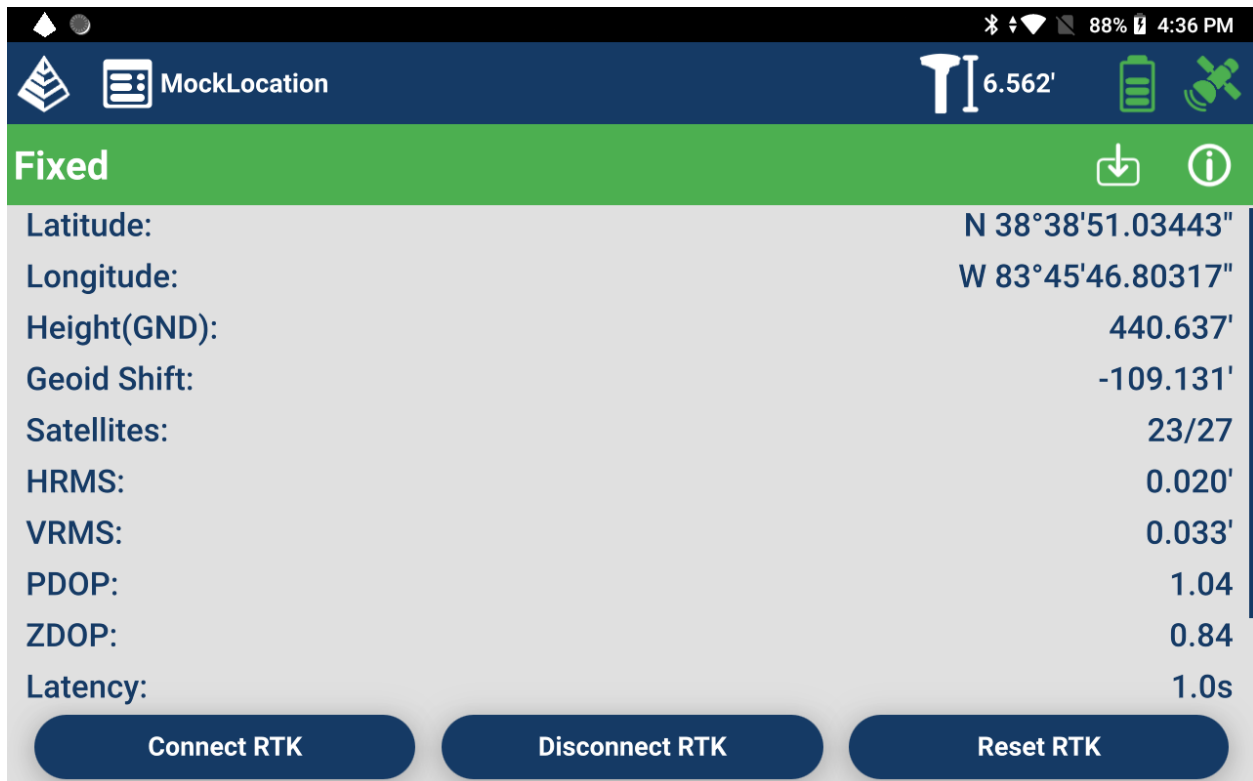 88% 4:36 PM
MockLocation 6.562'
Fixed
Latitude: N 38°38'51.03443"
Longitude: W 83°45'46.80317"
Height(GND): 440.637'
Geoid Shift: -109.131'
Satellites: 23/27
HRMS: 0.020'
VRMS: 0.033'
PDOP: 1.04
ZDOP: 0.84
Latency: 1.0s
Connect RTK Disconnect RTK Reset RTK